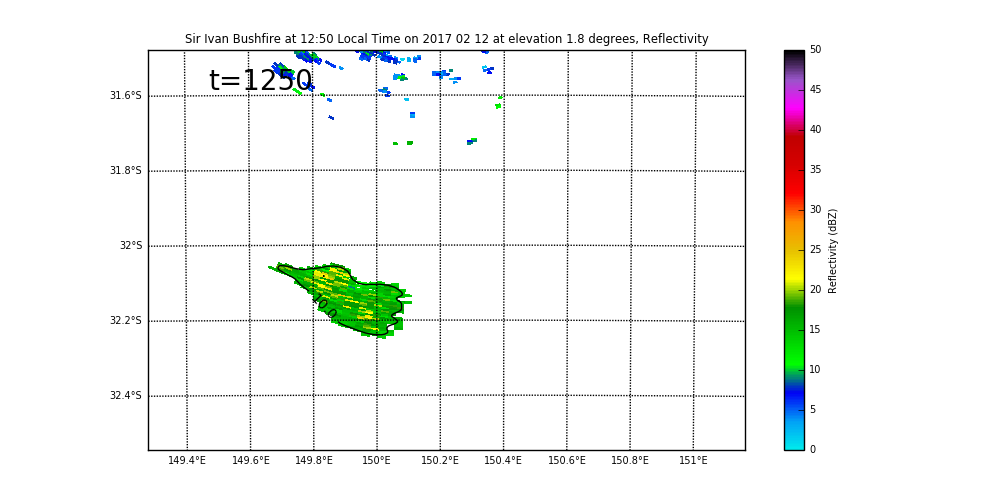 Sir Ivan Bushfire at 12:50 Local Time on 2017 02 12 at elevation 1.8 degrees, Reflectivity
t=1250
31.6°S
31.8°S
32°S
32.2°S
32.4°S
149.4°E 149.6°E 149.8°E 150°E 150.2°E 150.4°E 150.6°E 150.8°E 151°E
50
45
40
35
30
25
20
15
10
5
0
Reflectivity (dBZ)